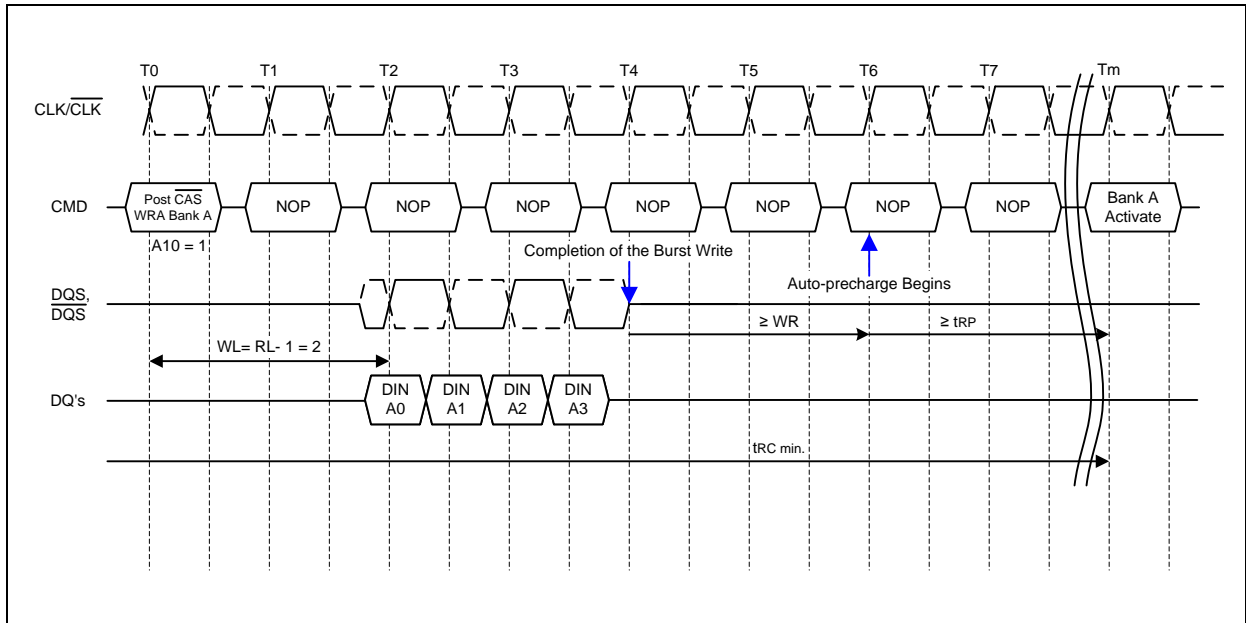 T0 T1 T2 T3 T4 T5 T6 T7 Tm
CLK/CLK
CMD
Post CAS
WRA Bank A
NOP NOP NOP NOP NOP NOP NOP
Bank A
Activate
A10 = 1
Completion of the Burst Write
Auto-precharge Begins
DQS,
DQS
≥ WR
≥ tRP
WL= RL- 1 = 2
DQ's
DIN
A0
DIN
A1
DIN
A2
DIN
A3
tRC min.